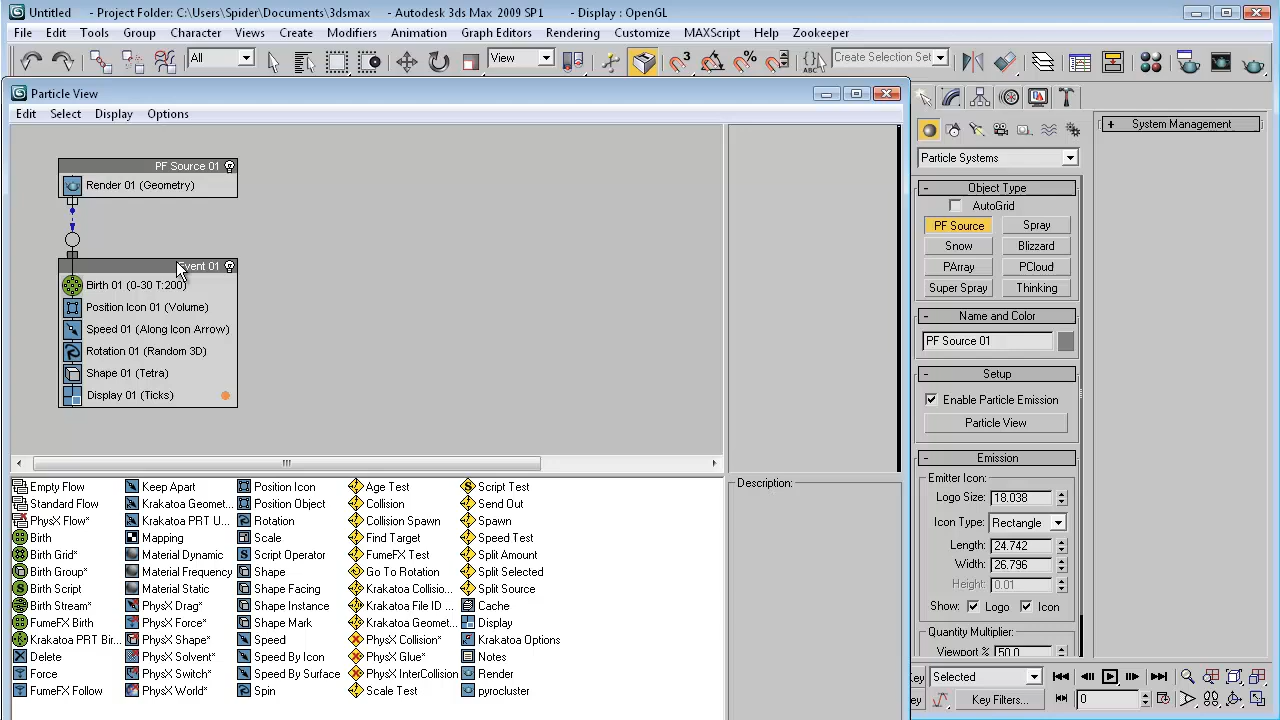 Untitled - Project Folder: C:\Users\Spider\Documents\3dsmax - Autodesk 3ds Max 2009 SP1 - Display : OpenGL
File Edit Tools Group Character Views Create Modifiers Animation Graph Editors Rendering Customize MAXScript Help Zookeeper
All View Create Selection Set
Particle View
Edit Select Display Options
PF Source 01
Render 01 (Geometry)
Event 01
Birth 01 (0-30 T:200)
Position Icon 01 (Volume)
Speed 01 (Along Icon Arrow)
Rotation 01 (Random 3D)
Shape 01 (Tetra)
Display 01 (Ticks)
Empty Flow Keep Apart Position Icon Age Test Script Test
Standard Flow Krakatoa Geomet... Position Object Collision Send Out
PhysX Flow* Krakatoa PRT U... Rotation Collision Spawn Spawn
Birth Mapping Scale Find Target Speed Test
Birth Grid* Material Dynamic Script Operator FumeFX Test Split Amount
Birth Group* Material Frequency Shape Go To Rotation Split Selected
Birth Script Material Static Shape Facing Krakatoa Collisio... Split Source
Birth Stream* PhysX Drag* Shape Instance Krakatoa File ID ... Cache
FumeFX Birth PhysX Force* Shape Mark Krakatoa Geomet... Display
Krakatoa PRT Bir... PhysX Shape* Speed PhysX Collision* Krakatoa Options
Delete PhysX Solvent* Speed By Icon PhysX Glue* Notes
Force PhysX Switch* Speed By Surface PhysX InterCollision Render
FumeFX Follow PhysX World* Spin Scale Test pyrocluster
Description:
Particle Systems
- Object Type
AutoGrid
PF Source Spray
Snow Blizzard
PArray PCloud
Super Spray Thinking
- Name and Color
PF Source 01
- Setup
Enable Particle Emission
Particle View
- Emission
Emitter Icon:
Logo Size: 18.038
Icon Type: Rectangle
Length: 24.742
Width: 26.796
Height: 0.01
Show: Logo Icon
Quantity Multiplier:
Viewport % 50.0
+ System Management
Selected
Key Filters... 0